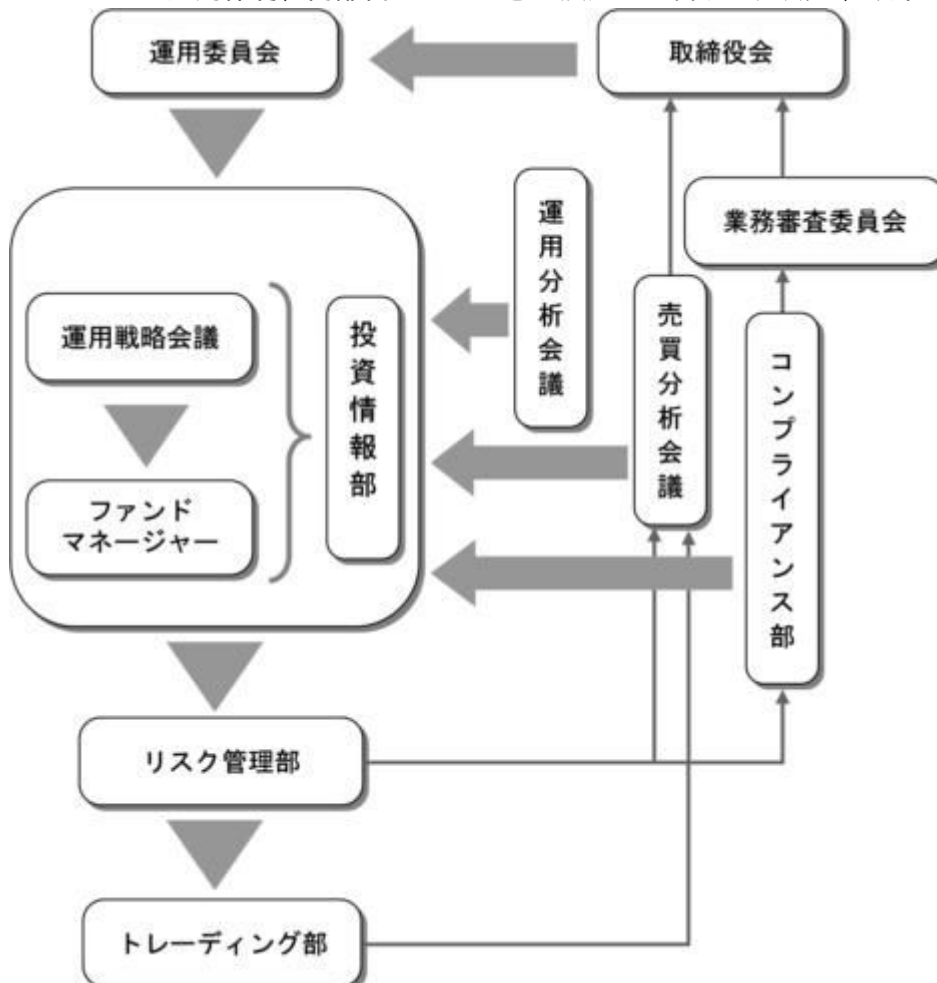 運用委員会
取締役会
運用分析会議
業務審査委員会
売買分析会議
コンプライアンス部
運用戦略会議
投資情報部
ファンド
マネージャー
リスク管理部
トレーディング部